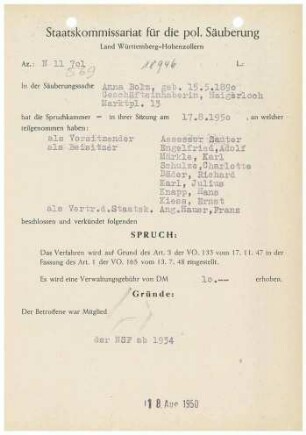 Staatskommissariat für die pol. Säuberung
Land Württemberg-Hohenzollern
Az.: N 11 701 18946 L:
869
In der Säuberungssache Anna Bolz, geb. 15.5.1890
Geschäftsinhaberin, Haigerloch
Marktpl. 13
hat die Spruchkammer – in ihrer Sitzung am 17.8.1950, an welcher
teilgenommen haben:
als Vorsitzender Assessor Sauter
als Beisitzer Engelfried, Adolf
Märkle, Karl
Schulze, Charlotte
Bader, Richard
Karl, Julius
Knapp, Hans
Kiess, Ernst
als Vertr.d.Staatsk. Ang. Hauer, Franz
beschlossen und verkündet folgenden
SPRUCH:
Das Verfahren wird auf Grund des Art. 3 der VO. 133 vom 17. 11. 47 in der
Fassung des Art. 1 der VO. 165 vom 13. 7. 48 eingestellt.
Es wird eine Verwaltungsgebühr von DM 10.-- erhoben.
Gründe:
Der Betroffene war Mitglied
der NSF ab 1934
18 Aug 1950